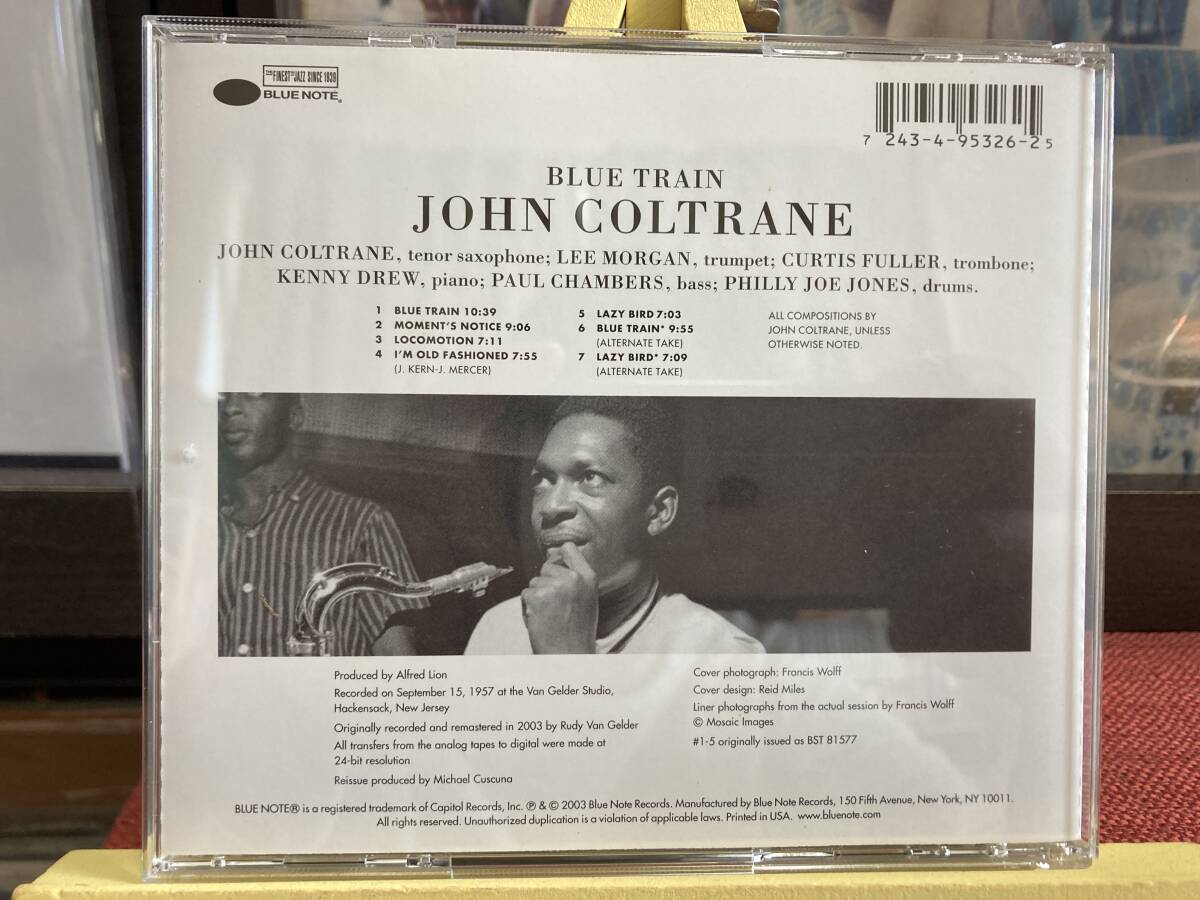 THE FINEST IN JAZZ SINCE 1939
BLUE NOTE®
7 243-4-95326-2 5
BLUE TRAIN
JOHN COLTRANE
JOHN COLTRANE, tenor saxophone; LEE MORGAN, trumpet; CURTIS FULLER, trombone;
KENNY DREW, piano; PAUL CHAMBERS, bass; PHILLY JOE JONES, drums.
1 BLUE TRAIN 10:39
2 MOMENT'S NOTICE 9:06
3 LOCOMOTION 7:11
4 I'M OLD FASHIONED 7:55
(J. KERN-J. MERCER)
5 LAZY BIRD 7:03
6 BLUE TRAIN* 9:55
(ALTERNATE TAKE)
7 LAZY BIRD* 7:09
(ALTERNATE TAKE)
ALL COMPOSITIONS BY
JOHN COLTRANE, UNLESS
OTHERWISE NOTED.
Produced by Alfred Lion
Recorded on September 15, 1957 at the Van Gelder Studio,
Hackensack, New Jersey
Originally recorded and remastered in 2003 by Rudy Van Gelder
All transfers from the analog tapes to digital were made at
24-bit resolution
Reissue produced by Michael Cuscuna
Cover photograph: Francis Wolff
Cover design: Reid Miles
Liner photographs from the actual session by Francis Wolff
© Mosaic Images
#1-5 originally issued as BST 81577
BLUE NOTE® is a registered trademark of Capitol Records, Inc. ℗ & © 2003 Blue Note Records. Manufactured by Blue Note Records, 150 Fifth Avenue, New York, NY 10011.
All rights reserved. Unauthorized duplication is a violation of applicable laws. Printed in USA. www.bluenote.com